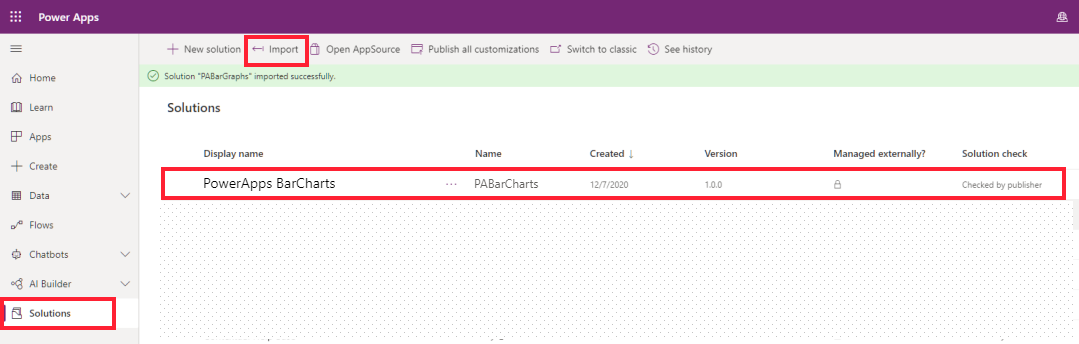 Power Apps
New solution Import Open AppSource Publish all customizations Switch to classic See history
Solution "PABarGraphs" imported successfully.
Home
Learn
Apps
Create
Data
Flows
Chatbots
AI Builder
Solutions
Solutions
Display name Name Created ↓ Version Managed externally? Solution check
PowerApps BarCharts ... PABarCharts 12/7/2020 1.0.0 Checked by publisher